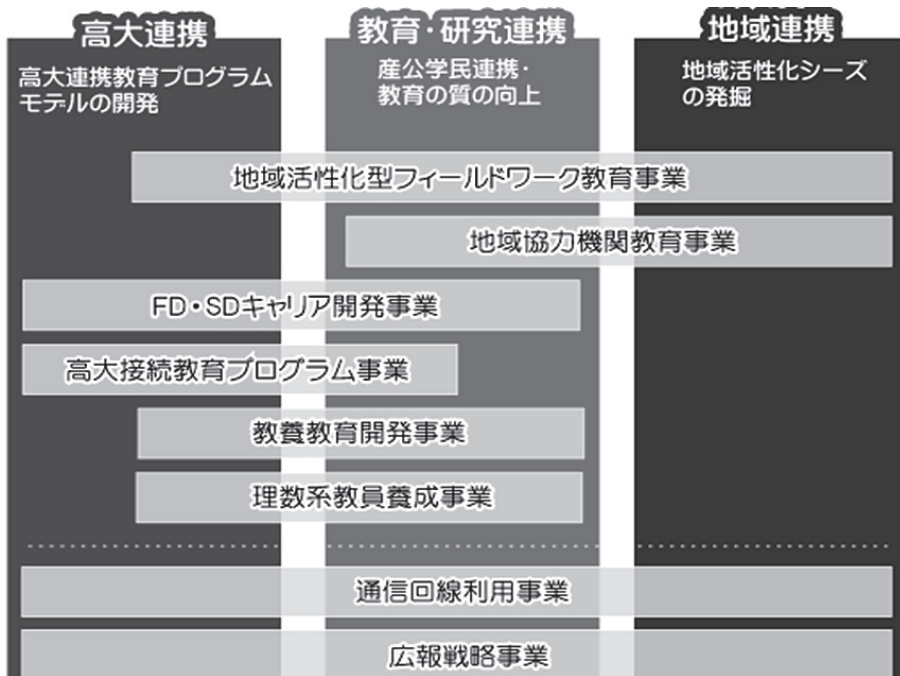 高大連携
高大連携教育プログラム
モデルの開発
教育・研究連携
産公学民連携・
教育の質の向上
地域連携
地域活性化シーズ
の発掘
地域活性化型フィールドワーク教育事業
地域協力機関教育事業
FD・SDキャリア開発事業
高大接続教育プログラム事業
教養教育開発事業
理数系教員養成事業
通信回線利用事業
広報戦略事業